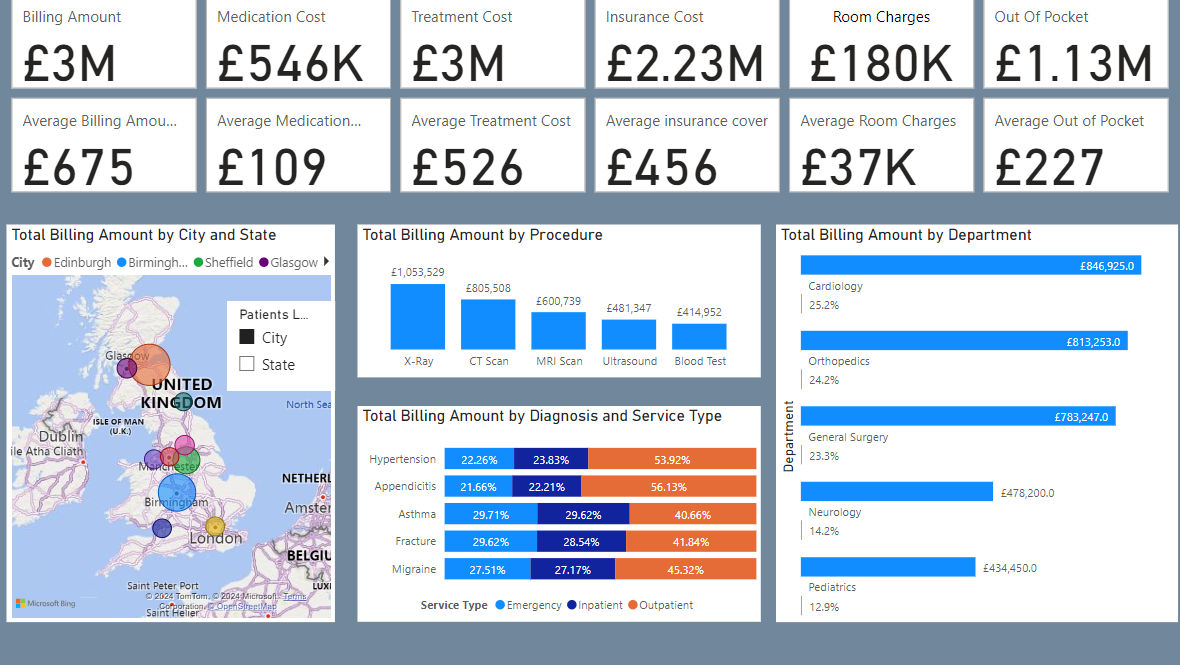 Billing Amount
£3M
Medication Cost
£546K
Treatment Cost
£3M
Insurance Cost
£2.23M
Room Charges
£180K
Out Of Pocket
£1.13M
Average Billing Amou...
£675
Average Medication...
£109
Average Treatment Cost
£526
Average insurance cover
£456
Average Room Charges
£37K
Average Out of Pocket
£227
Total Billing Amount by City and State
City Edinburgh Birmingh... Sheffield Glasgow
Patients L...
City
State
Glasgow
UNITED
KINGDOM
North Sea
ISLE OF MAN
(U.K.)
Dublin
ile Atha Cliath
Manchester
NETHERL
Birmingham
Amster
London
BELGIU
LUX
Saint Peter Port
© 2024 TomTom, © 2024 Microsoft Terms
Corporation, © OpenStreetMap
Microsoft Bing
Saint Helier
Total Billing Amount by Procedure
£1,053,529
£805,508
£600,739
£481,347
£414,952
X-Ray
CT Scan
MRI Scan
Ultrasound
Blood Test
Total Billing Amount by Diagnosis and Service Type
Hypertension 22.26% 23.83% 53.92%
Appendicitis 21.66% 22.21% 56.13%
Asthma 29.71% 29.62% 40.66%
Fracture 29.62% 28.54% 41.84%
Migraine 27.51% 27.17% 45.32%
Service Type Emergency Inpatient Outpatient
Total Billing Amount by Department
Department
£846,925.0
Cardiology
25.2%
£813,253.0
Orthopedics
24.2%
£783,247.0
General Surgery
23.3%
£478,200.0
Neurology
14.2%
£434,450.0
Pediatrics
12.9%